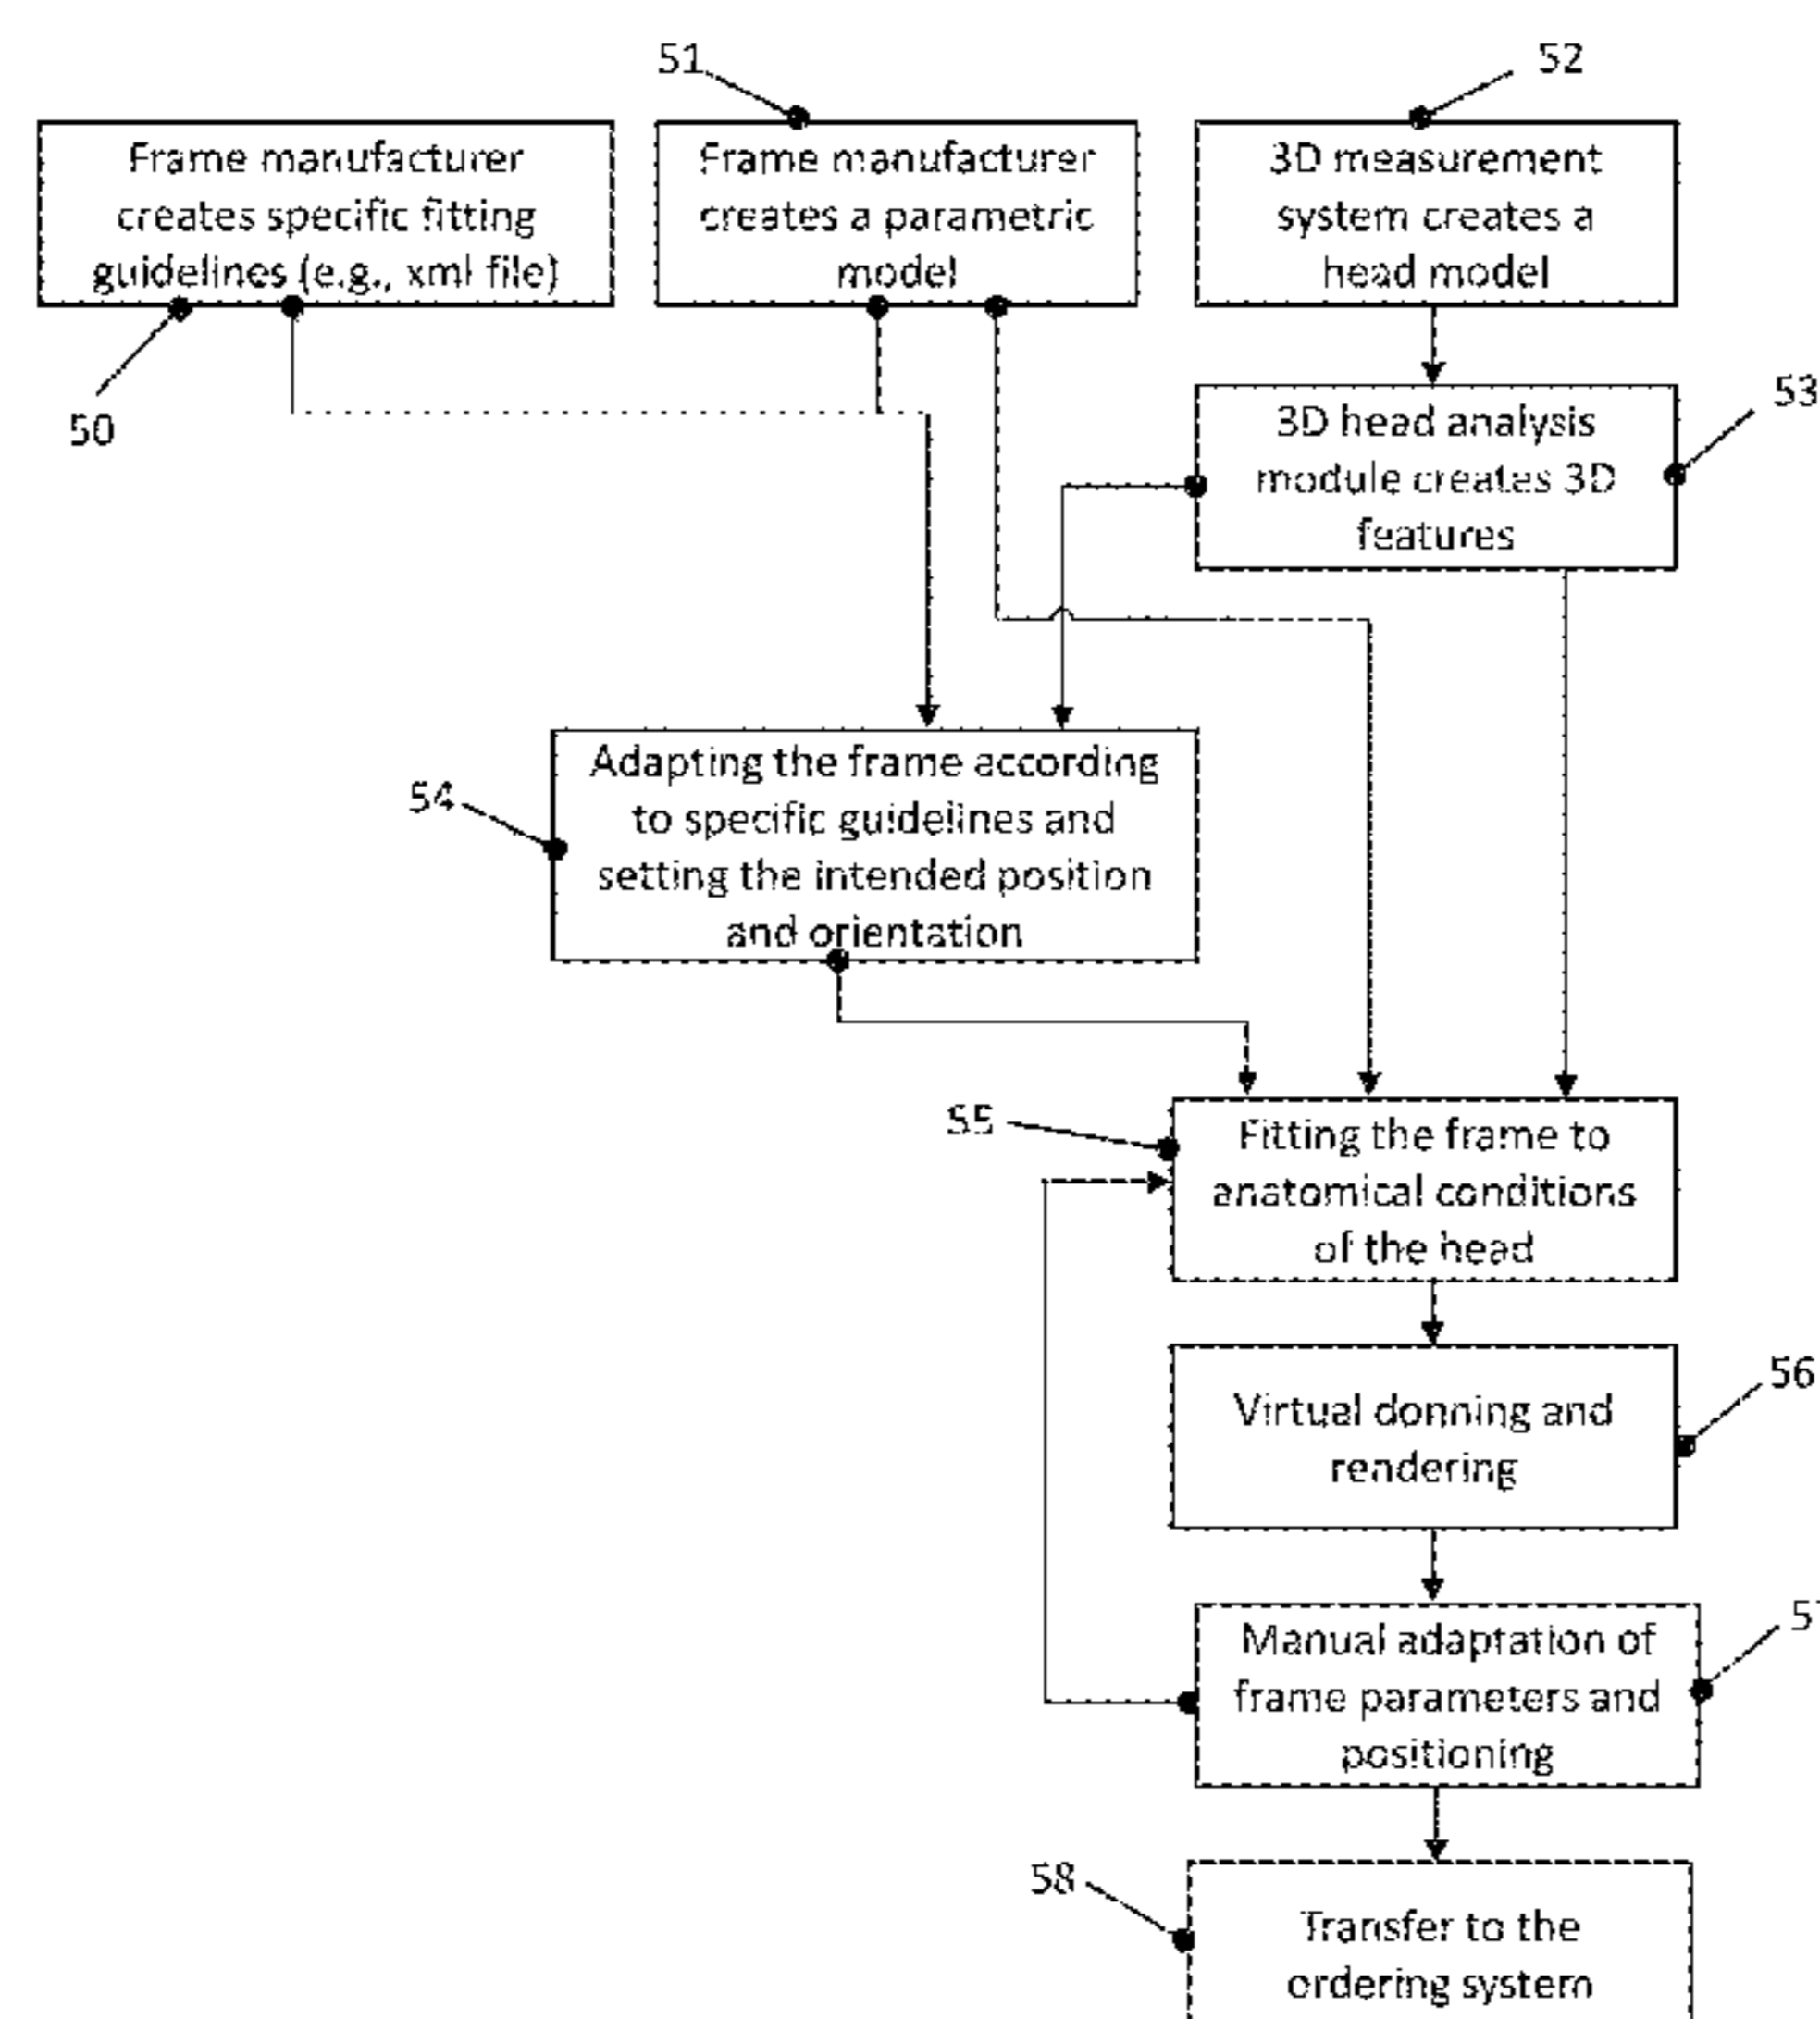 51
52
Frame manufacturer
creates specific fitting
guidelines (e.g., xml file)
Frame manufacturer
creates a parametric
model
3D measurement
system creates a
head model
50
53
3D head analysis
module creates 3D
features
54
Adapting the frame according
to specific guidelines and
setting the intended position
and orientation
55
Fitting the frame to
anatomical conditions
of the head
56
Virtual donning and
rendering
Manual adaptation of
frame parameters and
positioning
58
Transfer to the
ordering system